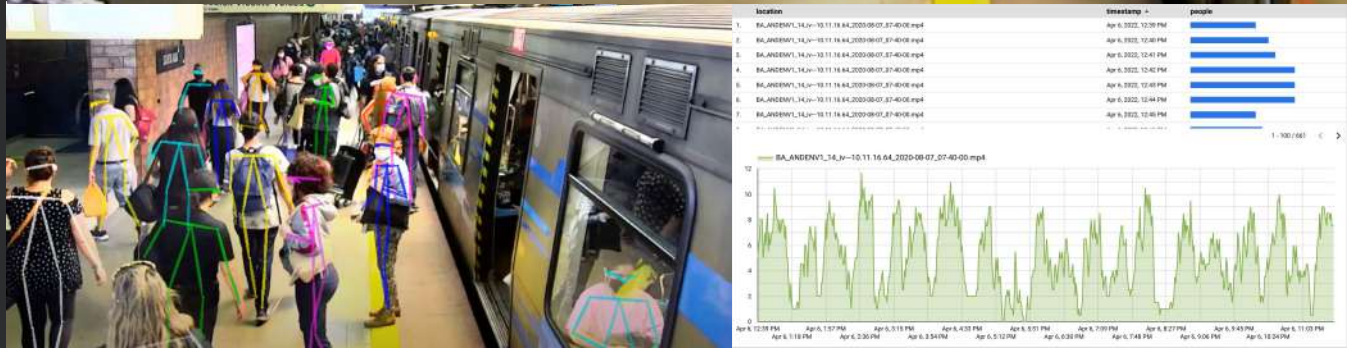 location timestamp people
1. BA_ANDENV1_14_iv--10.11.16.64_2020-08-07_07-40-00.mp4 Apr 6, 2022, 12:39 PM
2. BA_ANDENV1_14_iv--10.11.16.64_2020-08-07_07-40-00.mp4 Apr 6, 2022, 12:40 PM
3. BA_ANDENV1_14_iv--10.11.16.64_2020-08-07_07-40-00.mp4 Apr 6, 2022, 12:41 PM
4. BA_ANDENV1_14_iv--10.11.16.64_2020-08-07_07-40-00.mp4 Apr 6, 2022, 12:42 PM
5. BA_ANDENV1_14_iv--10.11.16.64_2020-08-07_07-40-00.mp4 Apr 6, 2022, 12:43 PM
6. BA_ANDENV1_14_iv--10.11.16.64_2020-08-07_07-40-00.mp4 Apr 6, 2022, 12:44 PM
7. BA_ANDENV1_14_iv--10.11.16.64_2020-08-07_07-40-00.mp4 Apr 6, 2022, 12:45 PM
1 - 100 / 661 < >
BA_ANDENV1_14_iv--10.11.16.64_2020-08-07_07-40-00.mp4
12
10
8
6
4
2
0
Apr 6, 12:39 PM Apr 6, 1:57 PM Apr 6, 3:15 PM Apr 6, 4:33 PM Apr 6, 5:51 PM Apr 6, 7:09 PM Apr 6, 8:27 PM Apr 6, 9:45 PM Apr 6, 11:03 PM
Apr 6, 1:18 PM Apr 6, 2:36 PM Apr 6, 3:54 PM Apr 6, 5:12 PM Apr 6, 6:30 PM Apr 6, 7:48 PM Apr 6, 9:06 PM Apr 6, 10:24 PM